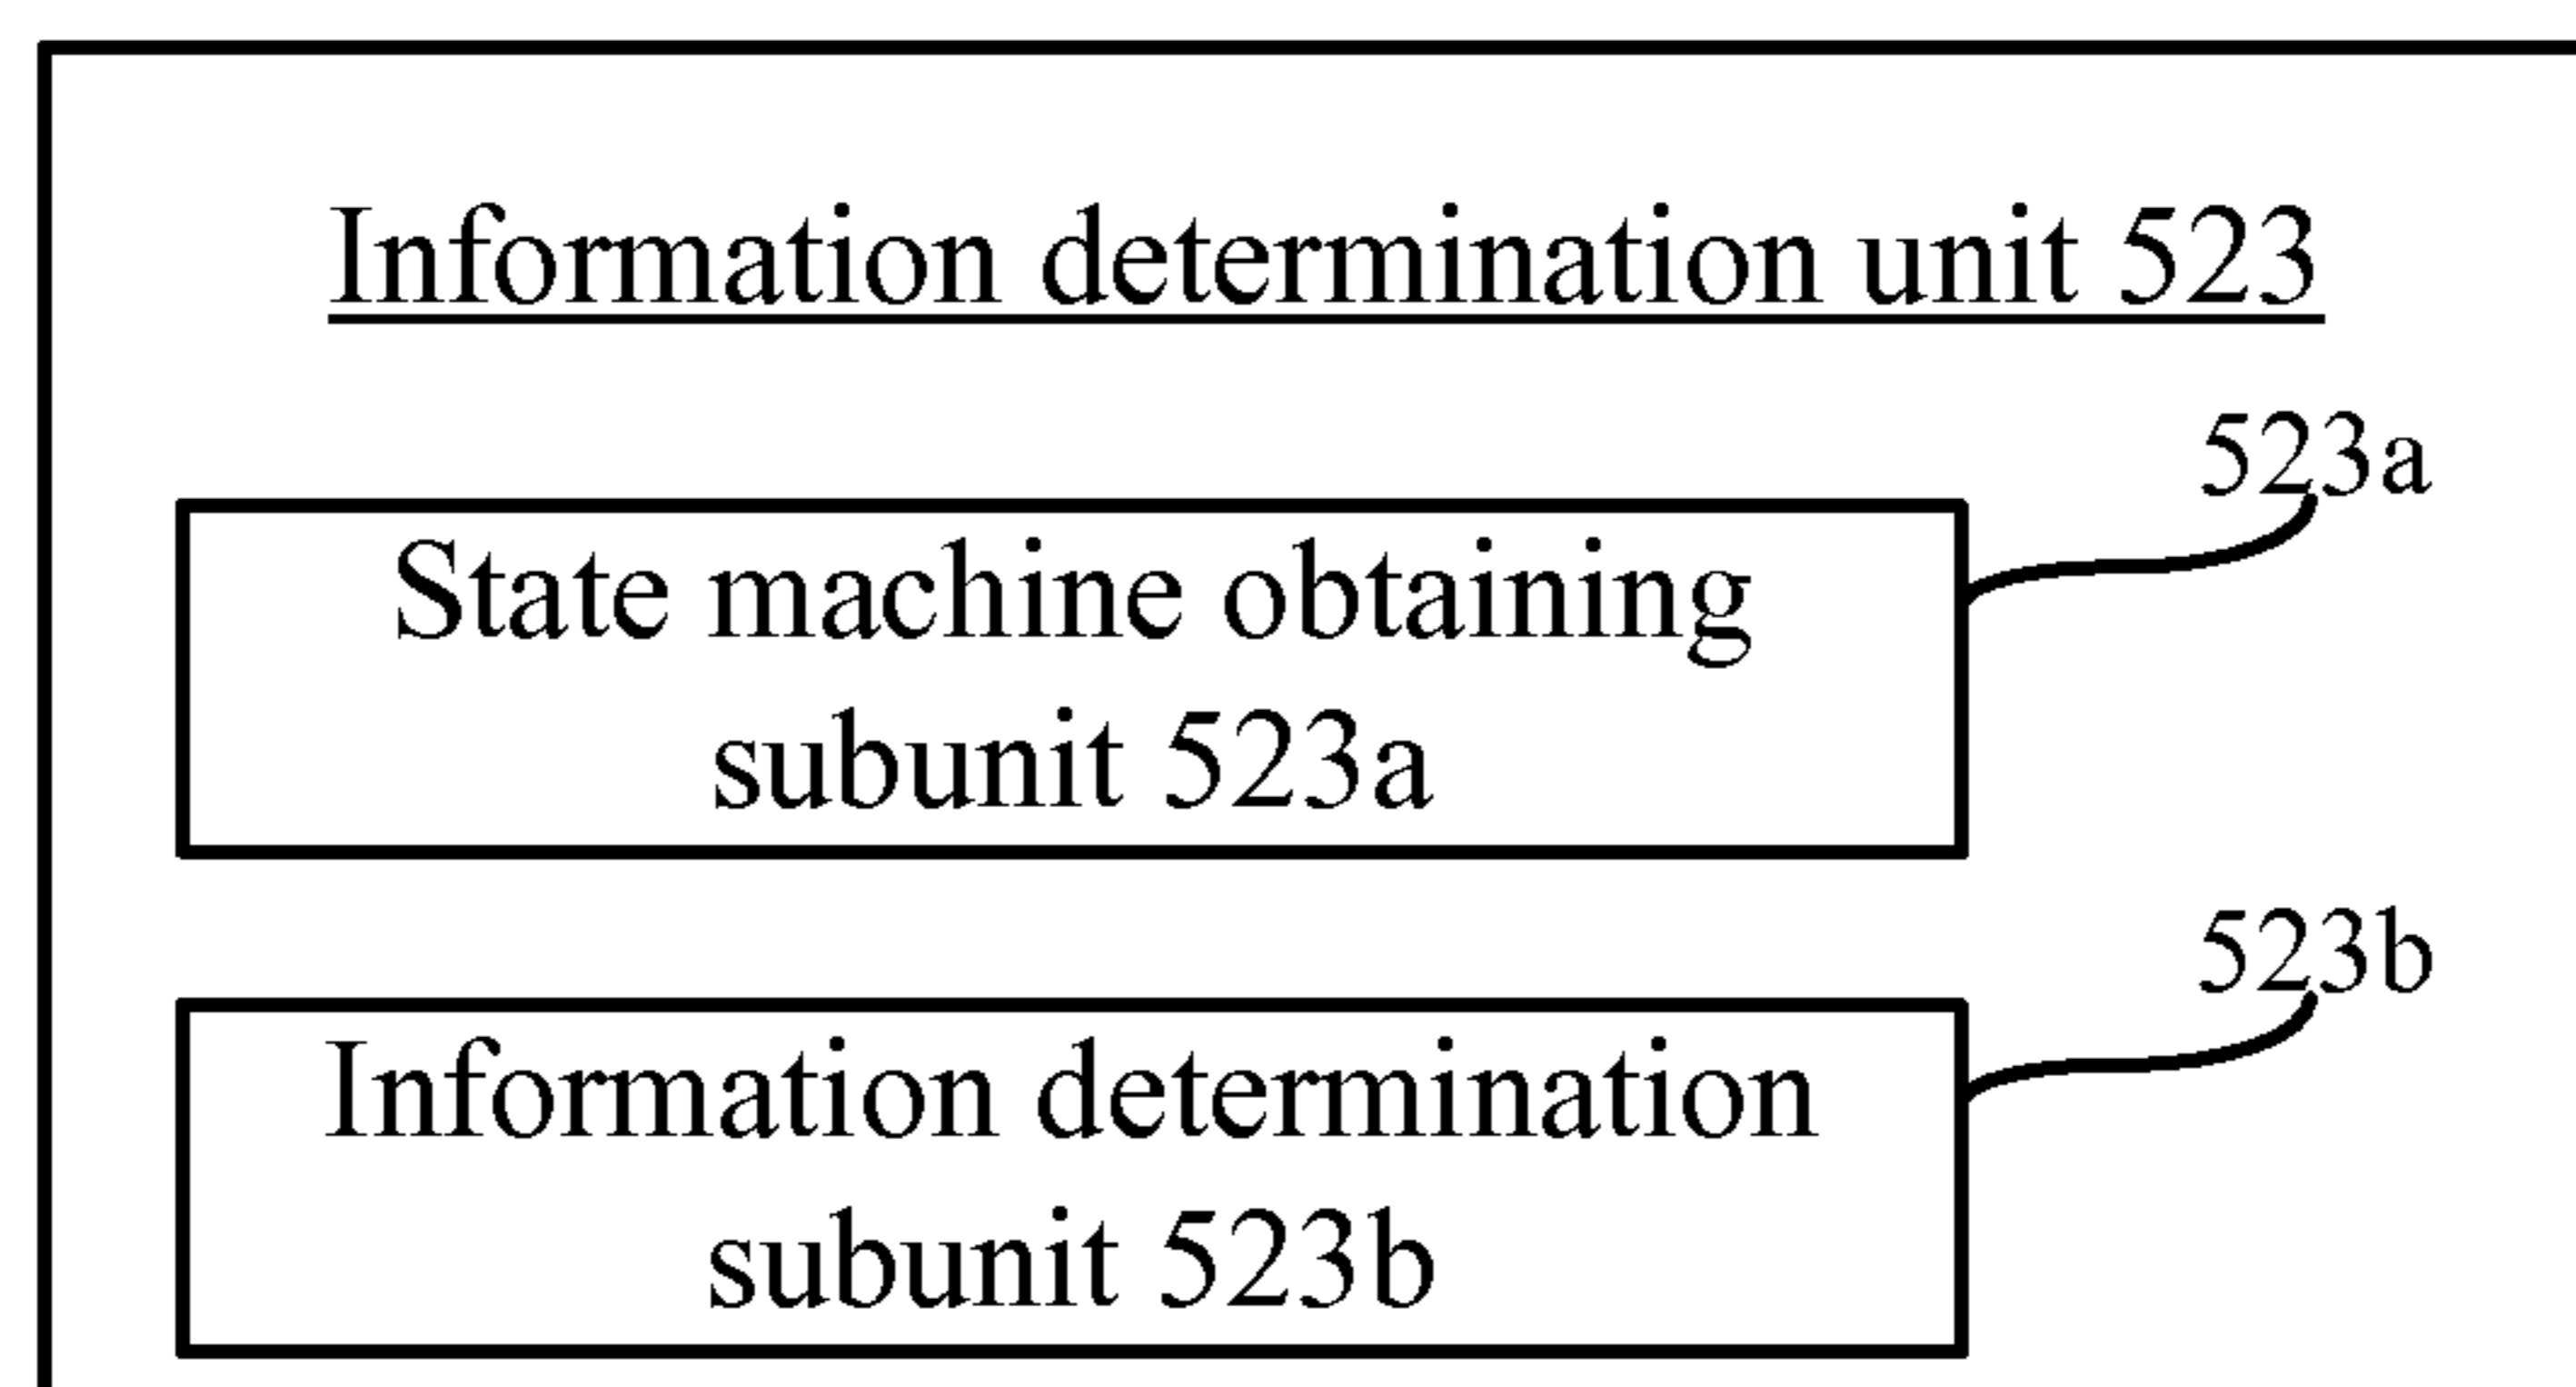 Information determination unit 523
523a
State machine obtaining
subunit 523a
523b
Information determination
subunit 523b